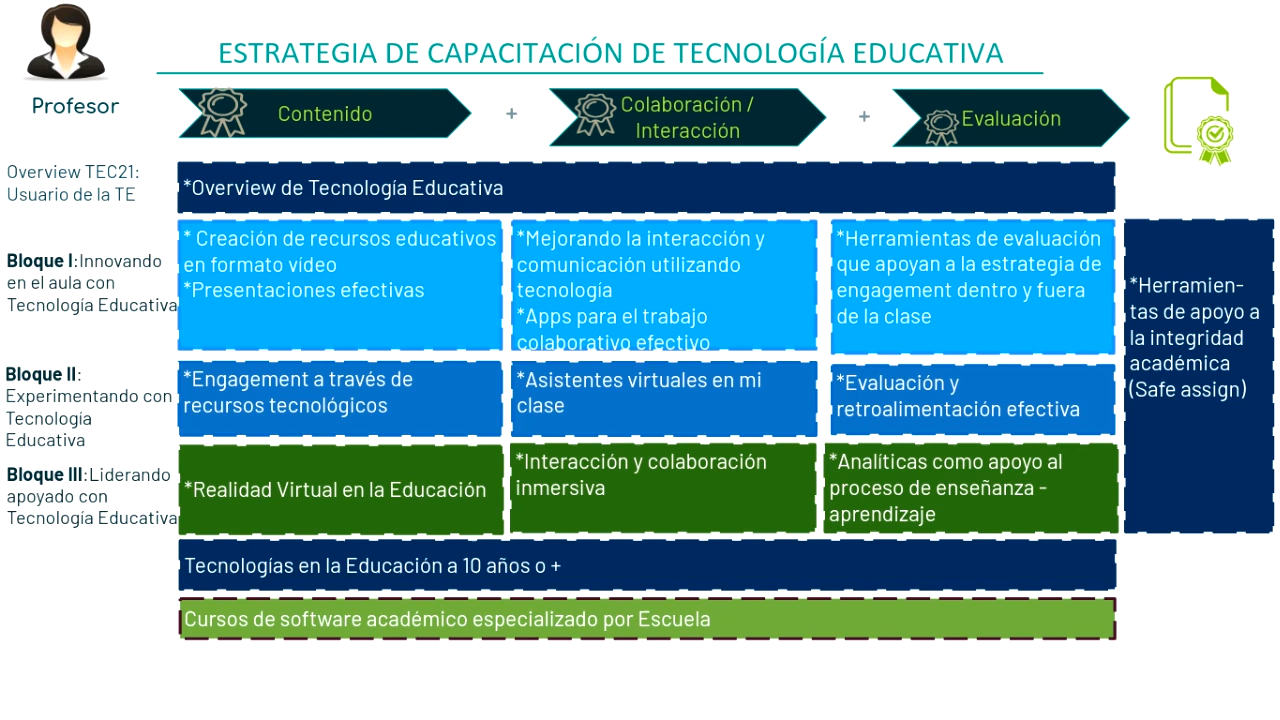 ESTRATEGIA DE CAPACITACIÓN DE TECNOLOGÍA EDUCATIVA
Profesor
Contenido
+
Colaboración /
Interacción
+
Evaluación
Overview TEC21:
Usuario de la TE
*Overview de Tecnología Educativa
Bloque I:Innovando
en el aula con
Tecnología Educativa
* Creación de recursos educativos
en formato vídeo
*Presentaciones efectivas
*Mejorando la interacción y
comunicación utilizando
tecnología
*Apps para el trabajo
colaborativo efectivo
*Herramientas de evaluación
que apoyan a la estrategia de
engagement dentro y fuera
de la clase
*Herramien-
tas de apoyo a
la integridad
académica
(Safe assign)
Bloque II:
Experimentando con
Tecnología
Educativa
*Engagement a través de
recursos tecnológicos
*Asistentes virtuales en mi
clase
*Evaluación y
retroalimentación efectiva
Bloque III:Liderando
apoyado con
Tecnología Educativa
*Realidad Virtual en la Educación
*Interacción y colaboración
inmersiva
*Analíticas como apoyo al
proceso de enseñanza -
aprendizaje
Tecnologías en la Educación a 10 años o +
Cursos de software académico especializado por Escuela